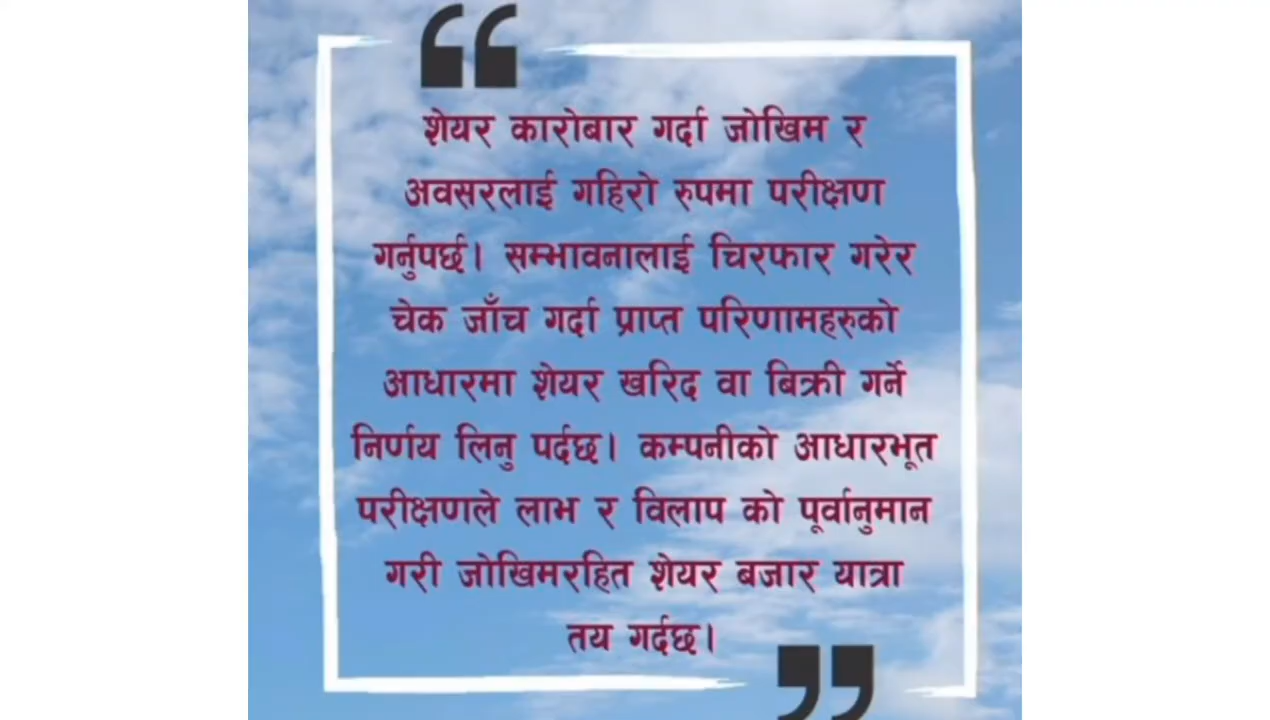 शेयर कारोबार गर्दा जोखिम र
अवसरलाई गहिरो रुपमा परीक्षण
गर्नुपर्छ। सम्भावनालाई चिरफार गरेर
चेक जाँच गर्दा प्राप्त परिणामहरुको
आधारमा शेयर खरिद वा बिक्री गर्ने
निर्णय लिनु पर्दछ। कम्पनीको आधारभूत
परीक्षणले लाभ र विलाप को पूर्वानुमान
गरी जोखिमरहित शेयर बजार यात्रा
तय गर्दछ।